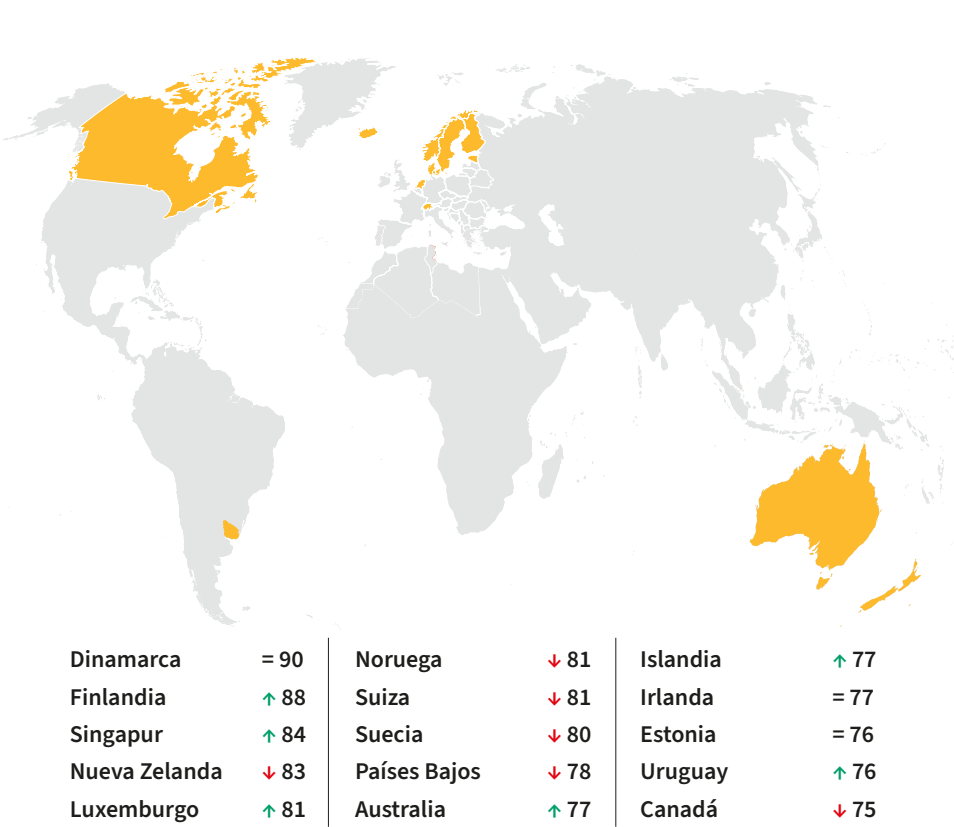 Dinamarca = 90
Finlandia ↑ 88
Singapur ↑ 84
Nueva Zelanda ↓ 83
Luxemburgo ↑ 81
Noruega ↓ 81
Suiza ↓ 81
Suecia ↓ 80
Países Bajos ↓ 78
Australia ↑ 77
Islandia ↑ 77
Irlanda = 77
Estonia = 76
Uruguay ↑ 76
Canadá ↓ 75